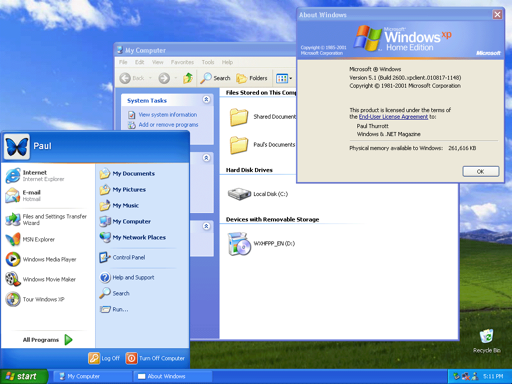 About Windows
Microsoft
Windows xp
Home Edition
Copyright © 1985-2001
Microsoft Corporation
Microsoft
Microsoft ® Windows
Version 5.1 (Build 2600.xpclient.010817-1148)
Copyright © 1981-2001 Microsoft Corporation
This product is licensed under the terms of
the End-User License Agreement to:
Paul Thurrott
Windows & .NET Magazine
Physical memory available to Windows: 261,616 KB
OK
My Computer
File Edit View Favorites Tools Help
Back Search Folders
System Tasks
View system information
Add or remove programs
Files Stored on This Comp
Shared Document
Paul's Documents
Hard Disk Drives
Local Disk (C:)
Devices with Removable Storage
WXHFPP_EN (D:)
Paul
Internet
Internet Explorer
E-mail
Hotmail
Files and Settings Transfer
Wizard
MSN Explorer
Windows Media Player
Windows Movie Maker
Tour Windows XP
All Programs
My Documents
My Pictures
My Music
My Computer
My Network Places
Control Panel
Help and Support
Search
Run...
Log Off Turn Off Computer
Recycle Bin
start My Computer About Windows 5:11 PM